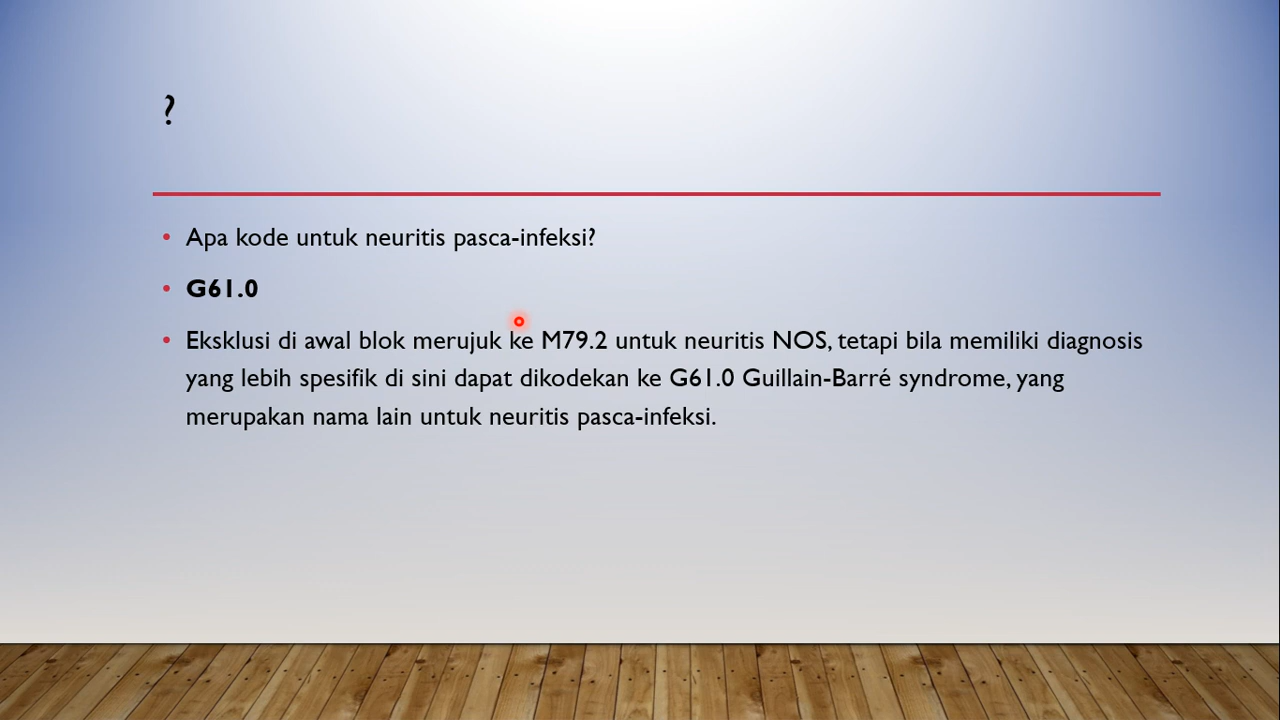 ?
• Apa kode untuk neuritis pasca-infeksi?
• G61.0
• Eksklusi di awal blok merujuk ke M79.2 untuk neuritis NOS, tetapi bila memiliki diagnosis
yang lebih spesifik di sini dapat dikodekan ke G61.0 Guillain-Barré syndrome, yang
merupakan nama lain untuk neuritis pasca-infeksi.